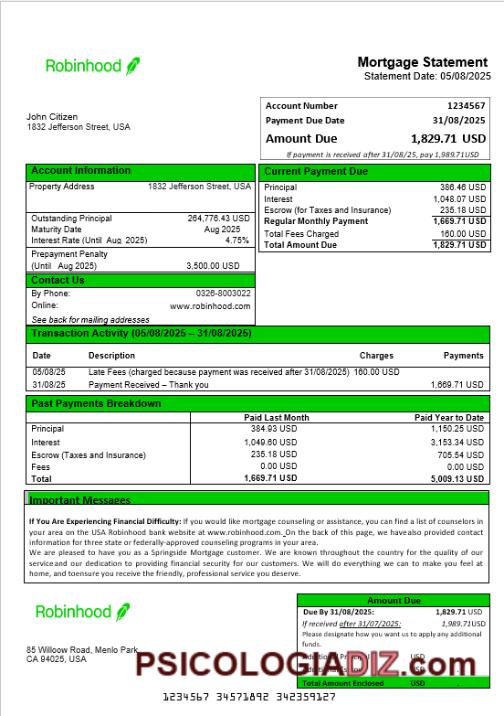 Robinhood
Mortgage Statement
Statement Date: 05/08/2025
Account Number 1234567
Payment Due Date 31/08/2025
Amount Due 1,829.71 USD
If payment is received after 31/08/25, pay 1,989.71USD
John Citizen
1832 Jefferson Street, USA
Account Information
Property Address 1832 Jefferson Street, USA
Outstanding Principal 264,776.43 USD
Maturity Date Aug 2025
Interest Rate (Until Aug 2025) 4.75%
Prepayment Penalty
(Until Aug 2025) 3,500.00 USD
Contact Us
By Phone: 0326-8003022
Online: www.robinhood.com
See back for mailing addresses
Current Payment Due
Principal 386.46 USD
Interest 1,048.07 USD
Escrow (for Taxes and Insurance) 235.18 USD
Regular Monthly Payment 1,669.71 USD
Total Fees Charged 160.00 USD
Total Amount Due 1,829.71 USD
Transaction Activity (05/08/2025 – 31/08/2025)
Date Description Charges Payments
05/08/25 Late Fees (charged because payment was received after 31/08/2025) 160.00 USD
31/08/25 Payment Received – Thank you 1,669.71 USD
Past Payments Breakdown
Paid Last Month Paid Year to Date
Principal 384.93 USD 1,150.25 USD
Interest 1,049.60 USD 3,153.34 USD
Escrow (Taxes and Insurance) 235.18 USD 705.54 USD
Fees 0.00 USD 0.00 USD
Total 1,669.71 USD 5,009.13 USD
Important Messages
If You Are Experiencing Financial Difficulty: If you would like mortgage counseling or assistance, you can find a list of counselors in
your area on the USA Robinhood bank website at www.robinhood.com. On the back of this page, we have also provided contact
information for three state or federally-approved counseling programs in your area.
We are pleased to have you as a Springside Mortgage customer. We are known throughout the country for the quality of our
service and our dedication to providing financial security for our customers. We will do everything we can to make you feel at
home, and toensure you receive the friendly, professional service you deserve.
Robinhood
85 Willoow Road, Menlo Park,
CA 94025, USA
Amount Due
Due By 31/08/2025: 1,829.71 USD
If received after 31/07/2025: 1,989.71USD
Please designate how you want us to apply any additional
funds.
Additional Principal USD
USD
Total Amount Enclosed USD
PSICOLOGIADIZ.com
1234567 34571892 342359127